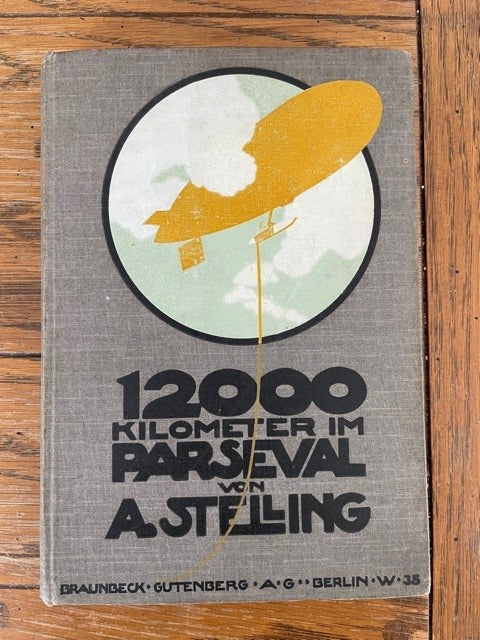 12000
KILOMETER IM
PARSEVAL
VON
A. STELLING
BRAUNBECK · GUTENBERG · A · G · · BERLIN · W · 35